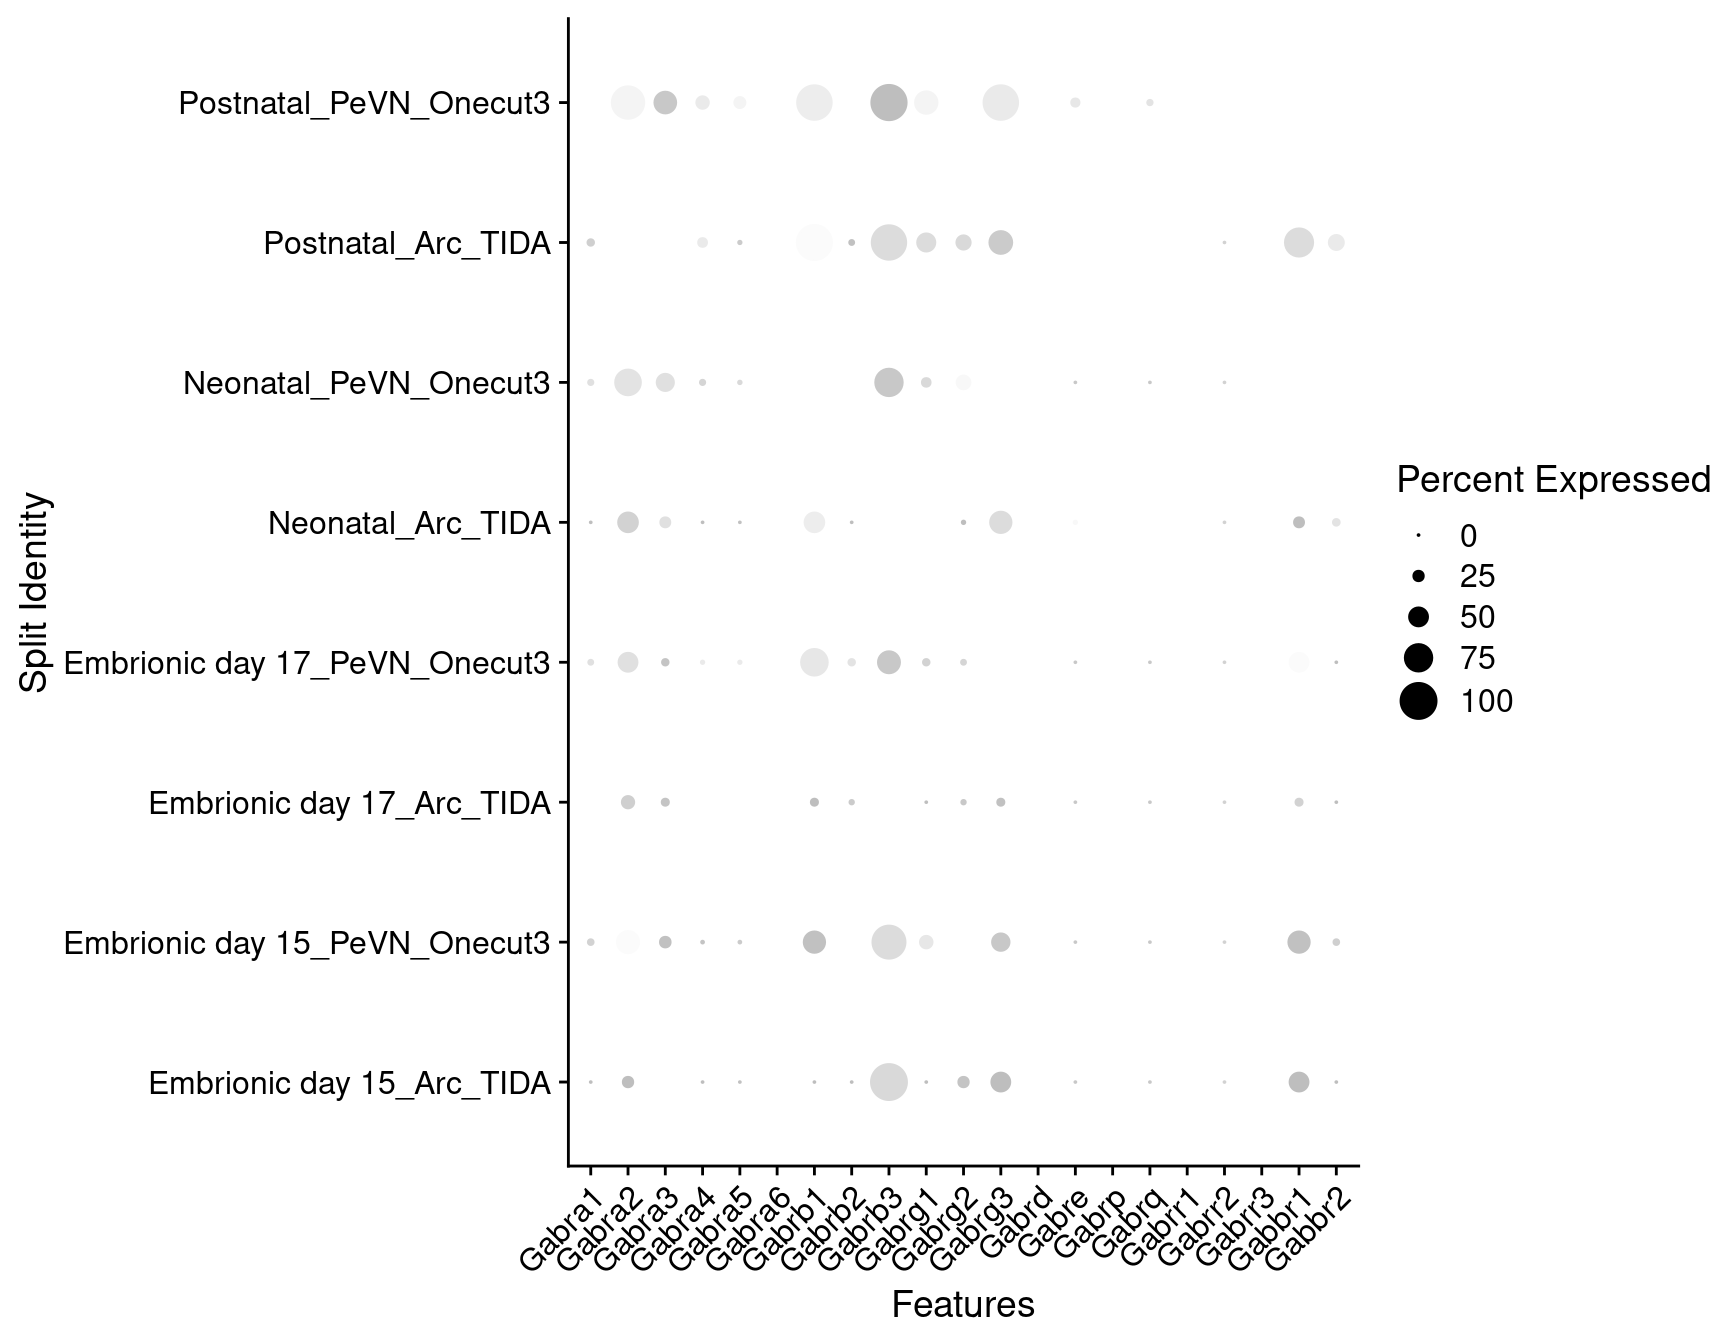 Postnatal_PeVN_Onecut3
Postnatal_Arc_TIDA
Neonatal_PeVN_Onecut3
Neonatal_Arc_TIDA
Embrionic day 17_PeVN_Onecut3
Embrionic day 17_Arc_TIDA
Embrionic day 15_PeVN_Onecut3
Embrionic day 15_Arc_TIDA
Split Identity
Gabra1
Gabra2
Gabra3
Gabra4
Gabra5
Gabra6
Gabrb1
Gabrb2
Gabrb3
Gabrg1
Gabrg2
Gabrg3
Gabrd
Gabre
Gabrp
Gabrq
Gabrr1
Gabrr2
Gabrr3
Gabbr1
Gabbr2
Features
Percent Expressed
0
25
50
75
100